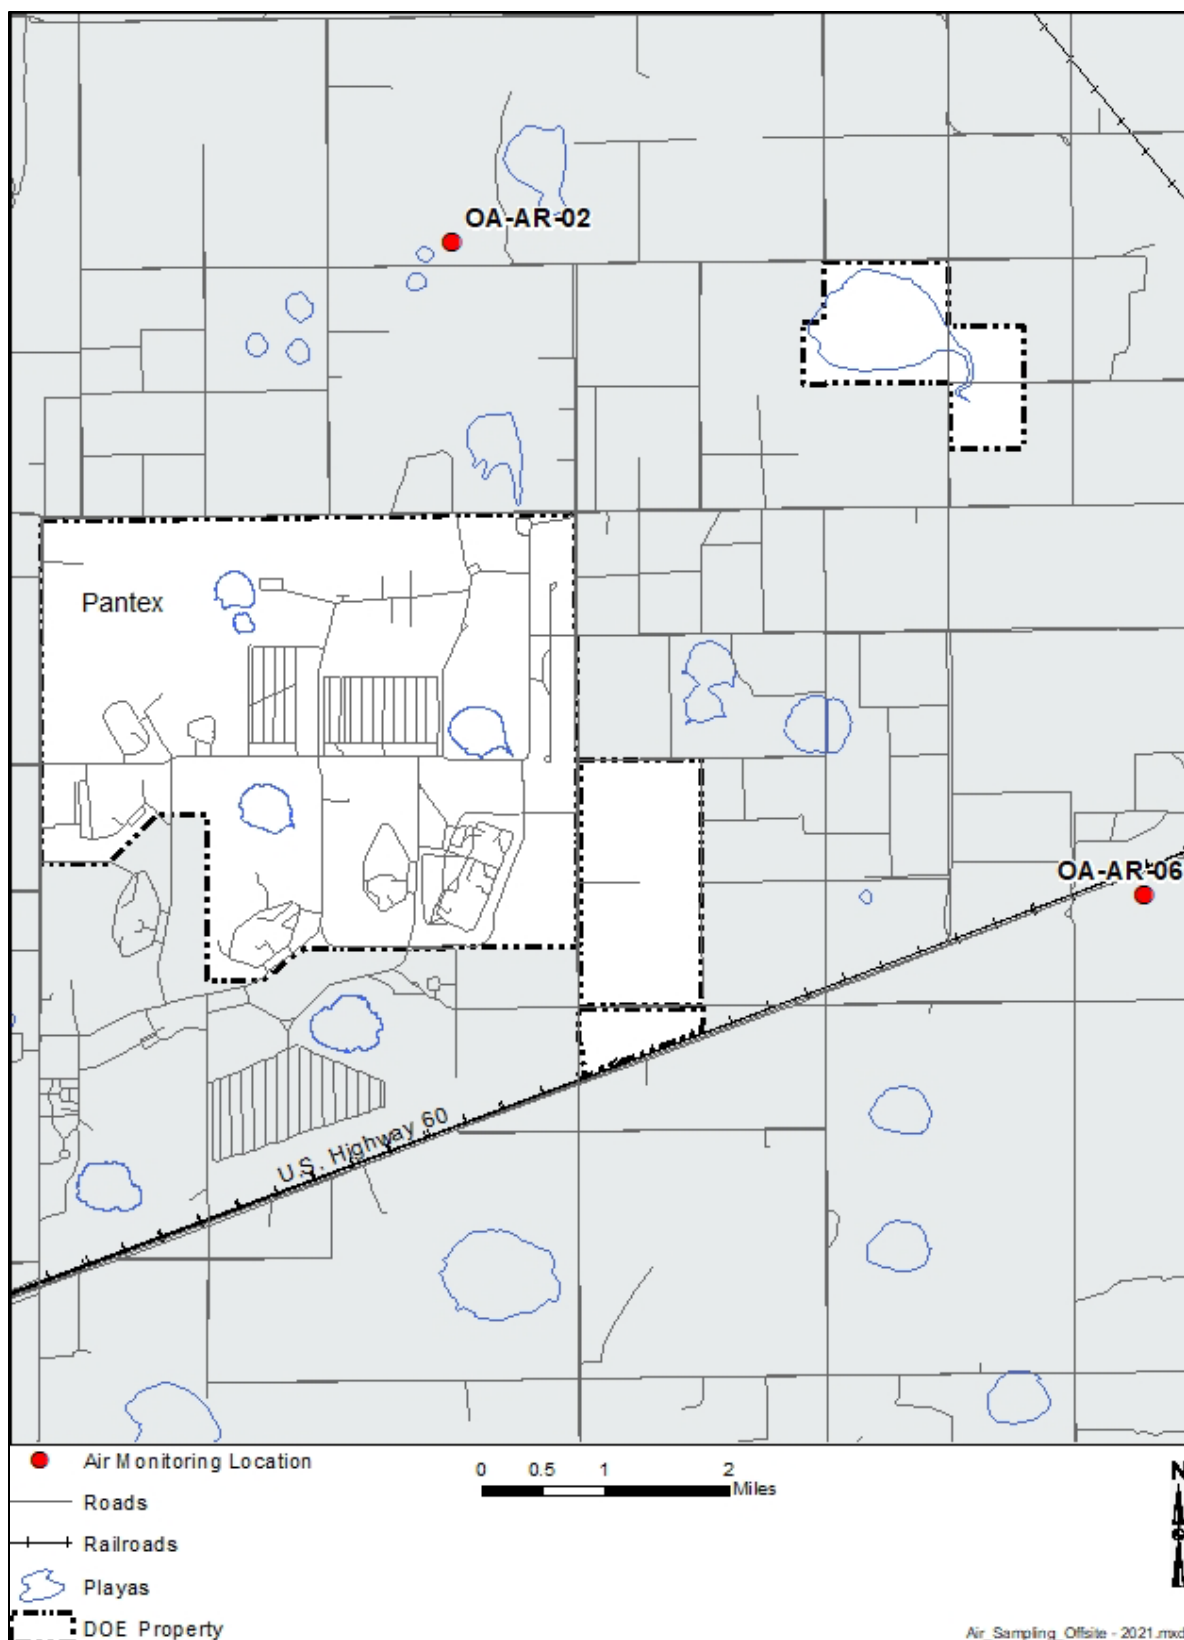 OA-AR-02
Pantex
OA-AR-06
U.S. Highway 60
Air Monitoring Location
Roads
Railroads
Playas
DOE Property
0 0.5 1 2
Miles
N
Air_Sampling_Offsite - 2021.mxd